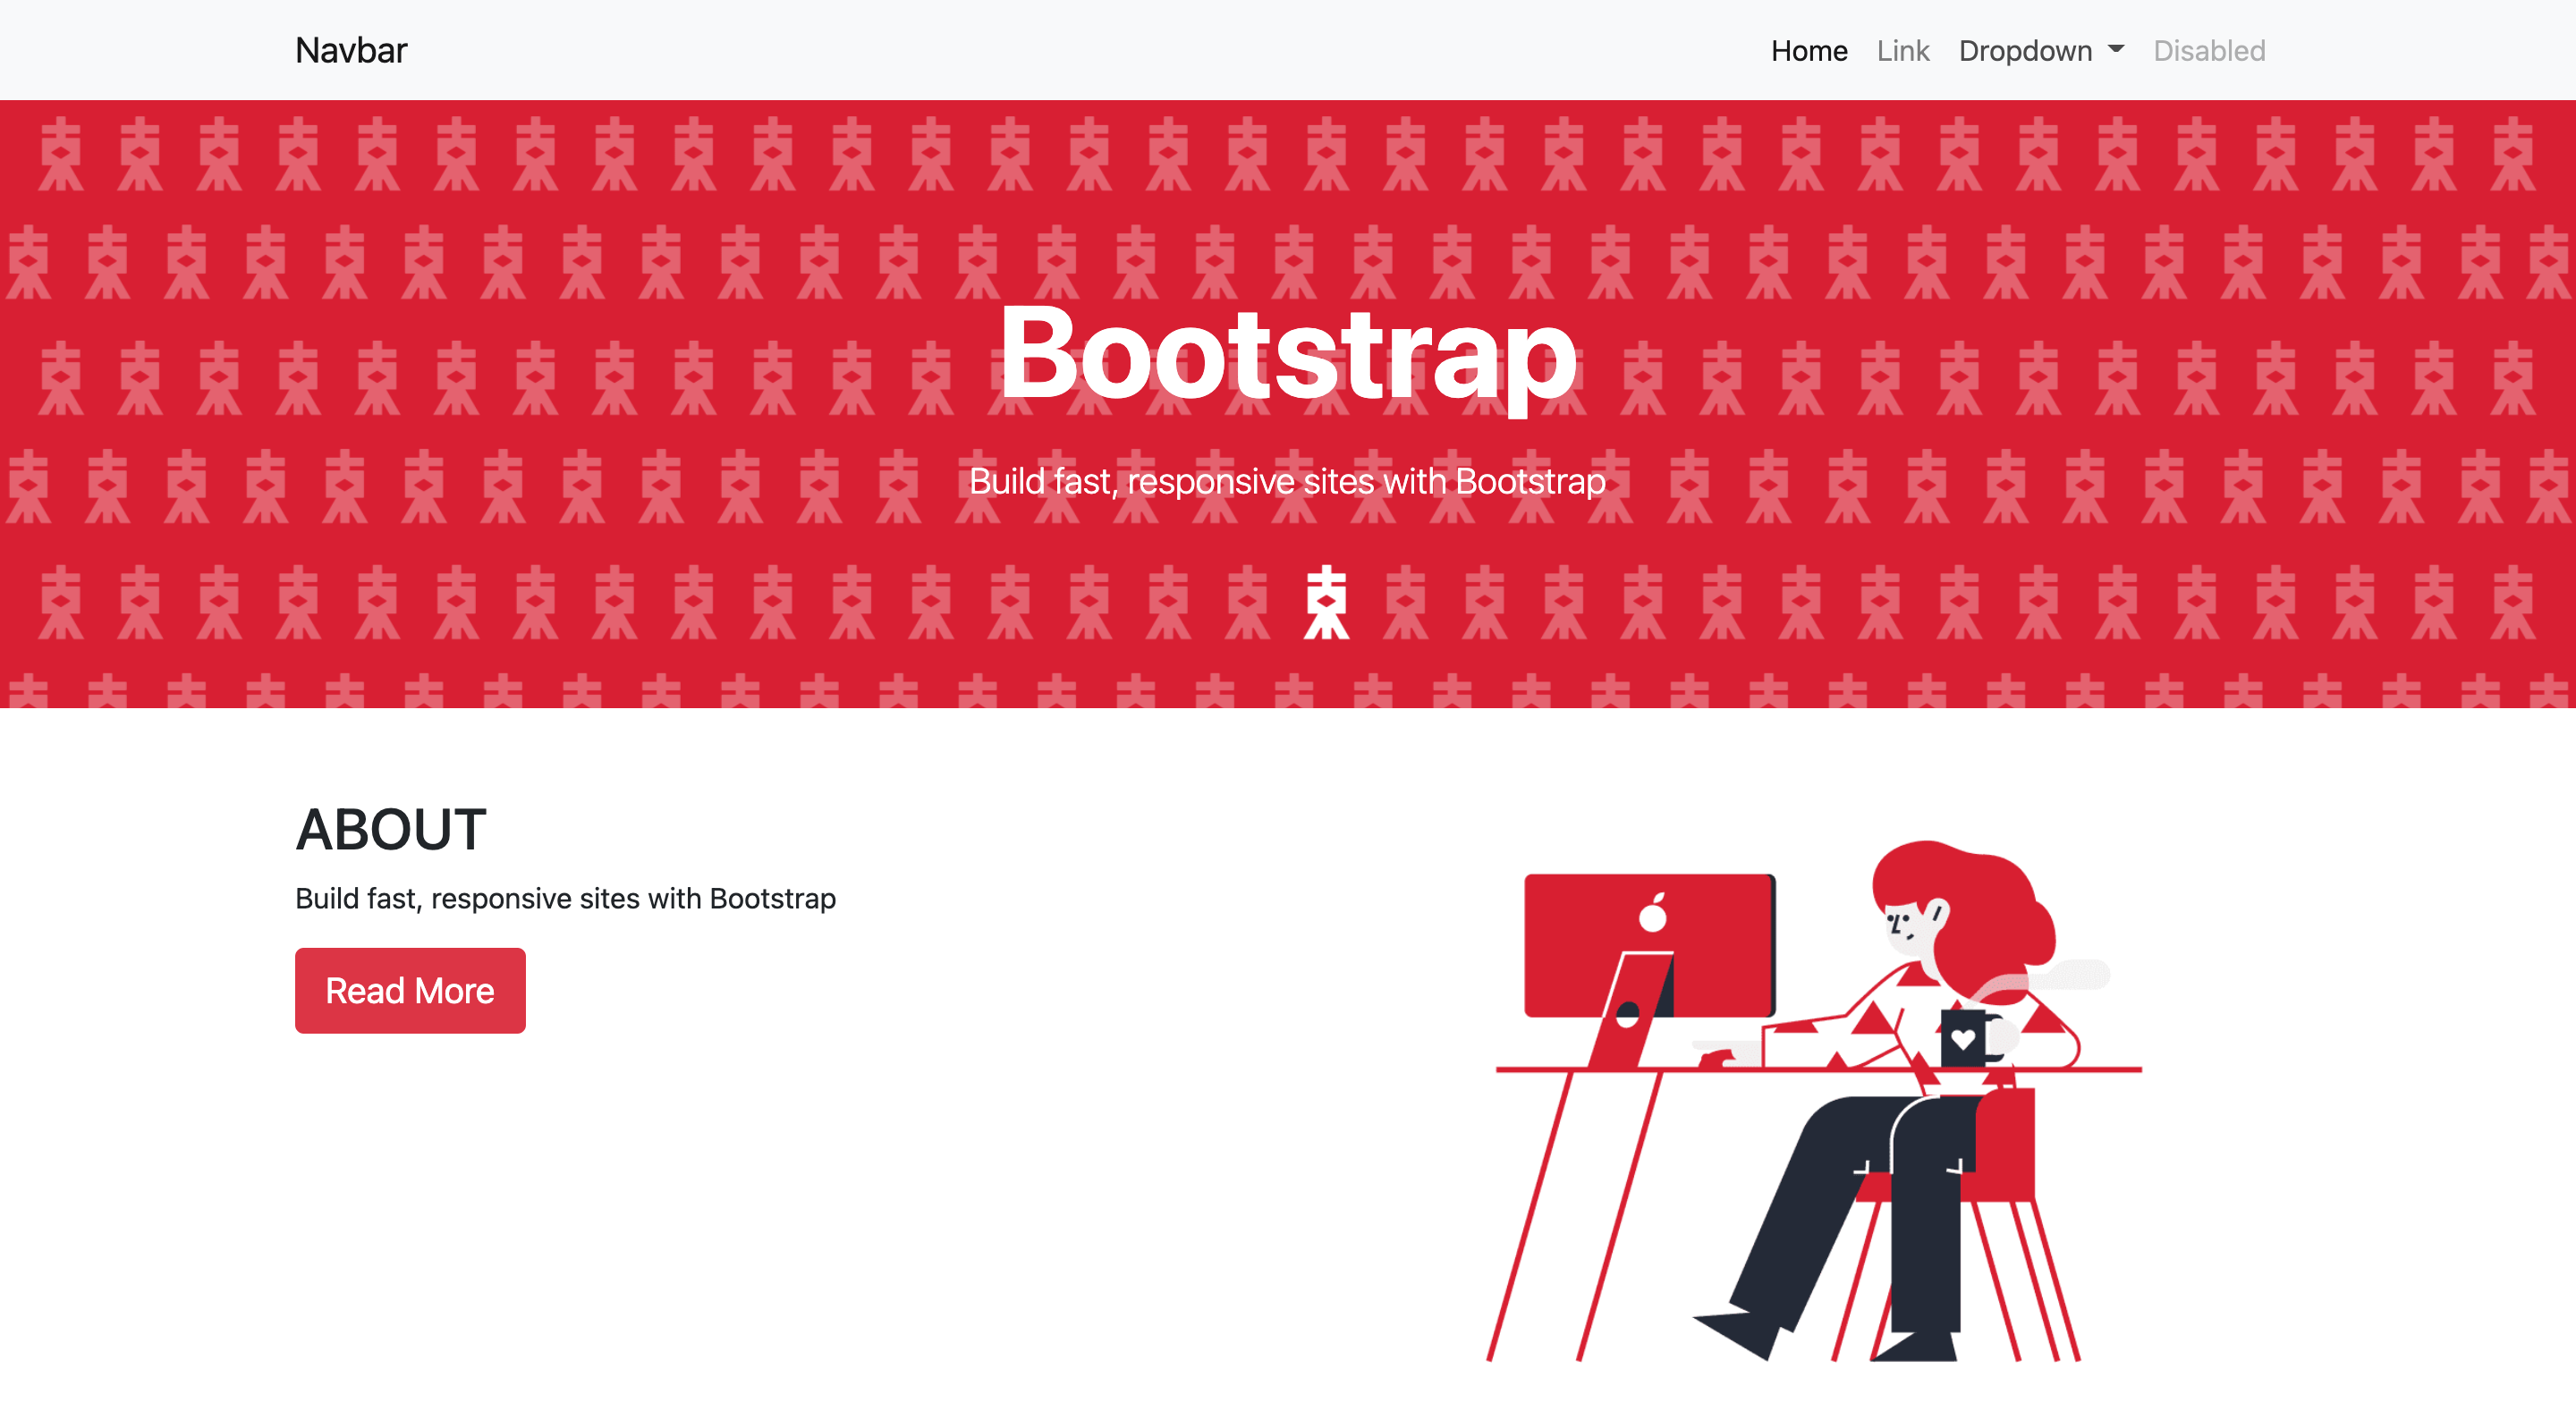 Navbar
Home Link Dropdown Disabled
Bootstrap
Build fast, responsive sites with Bootstrap
ABOUT
Build fast, responsive sites with Bootstrap
Read More